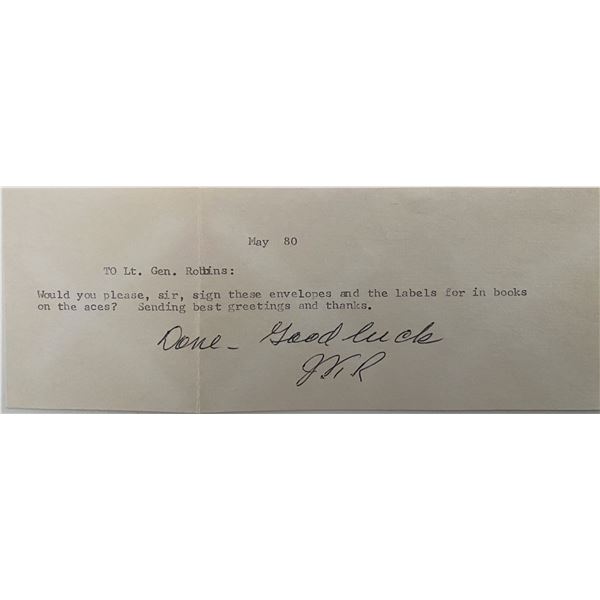 May 80
TO Lt. Gen. Robbins:
Would you please, sir, sign these envelopes and the labels for in books
on the aces? Sending best greetings and thanks.
Done - Good luck
JKR